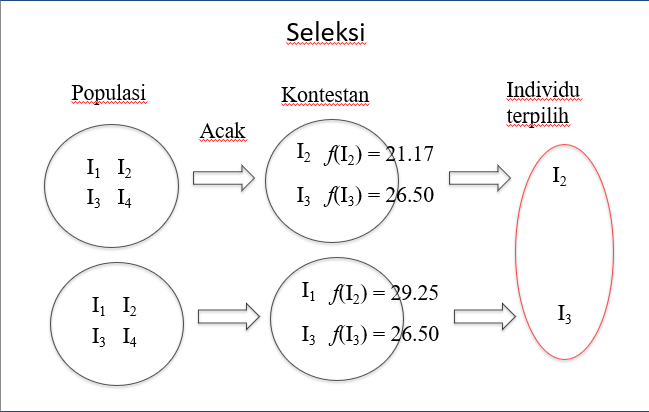 Seleksi
Populasi
Acak
Kontestan
Individu
terpilih
I₁ I₂
I₃ I₄
I₂ f(I₂) = 21.17
I₃ f(I₃) = 26.50
I₂
I₁ I₂
I₃ I₄
I₁ f(I₂) = 29.25
I₃ f(I₃) = 26.50
I₃